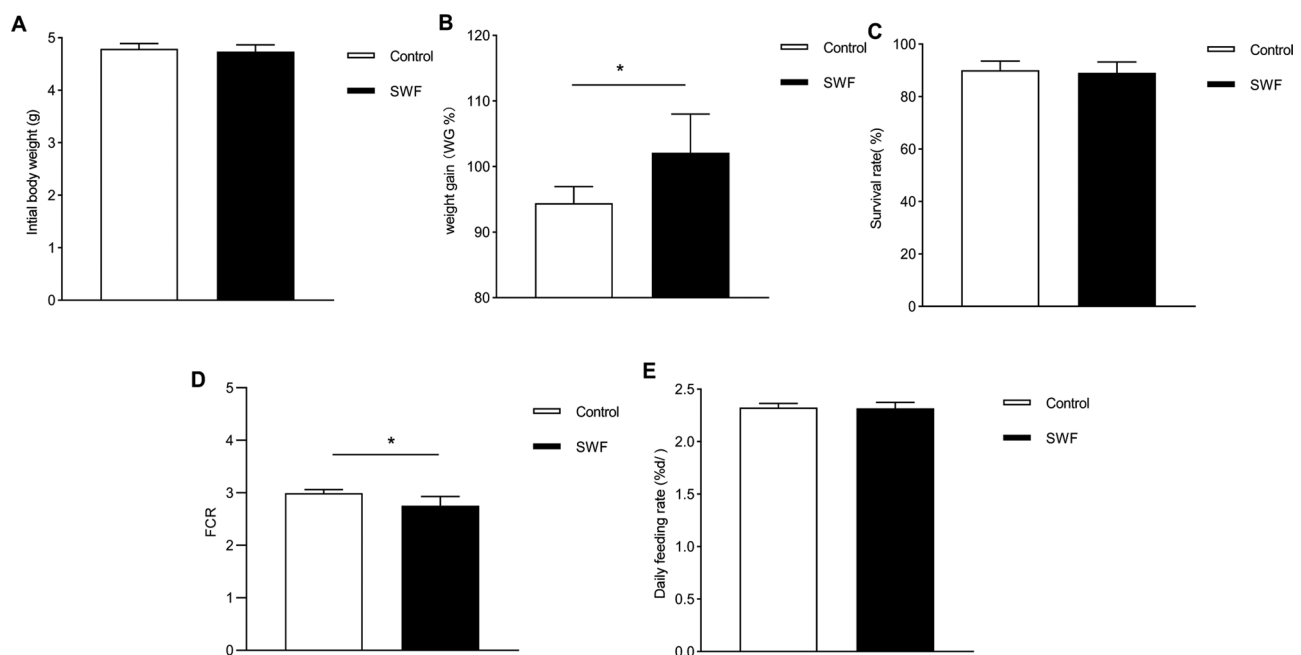 A
Intial body weight (g)
5
4
3
2
1
0
Control
SWF
B
weight gain（WG %）
120
110
100
90
80
*
Control
SWF
C
Survival rate( %)
100
80
60
40
20
0
Control
SWF
D
FCR
5
4
3
2
1
0
*
Control
SWF
E
Daily feeding rate (%d/)
2.5
2.0
1.5
1.0
0.5
0.0
Control
SWF